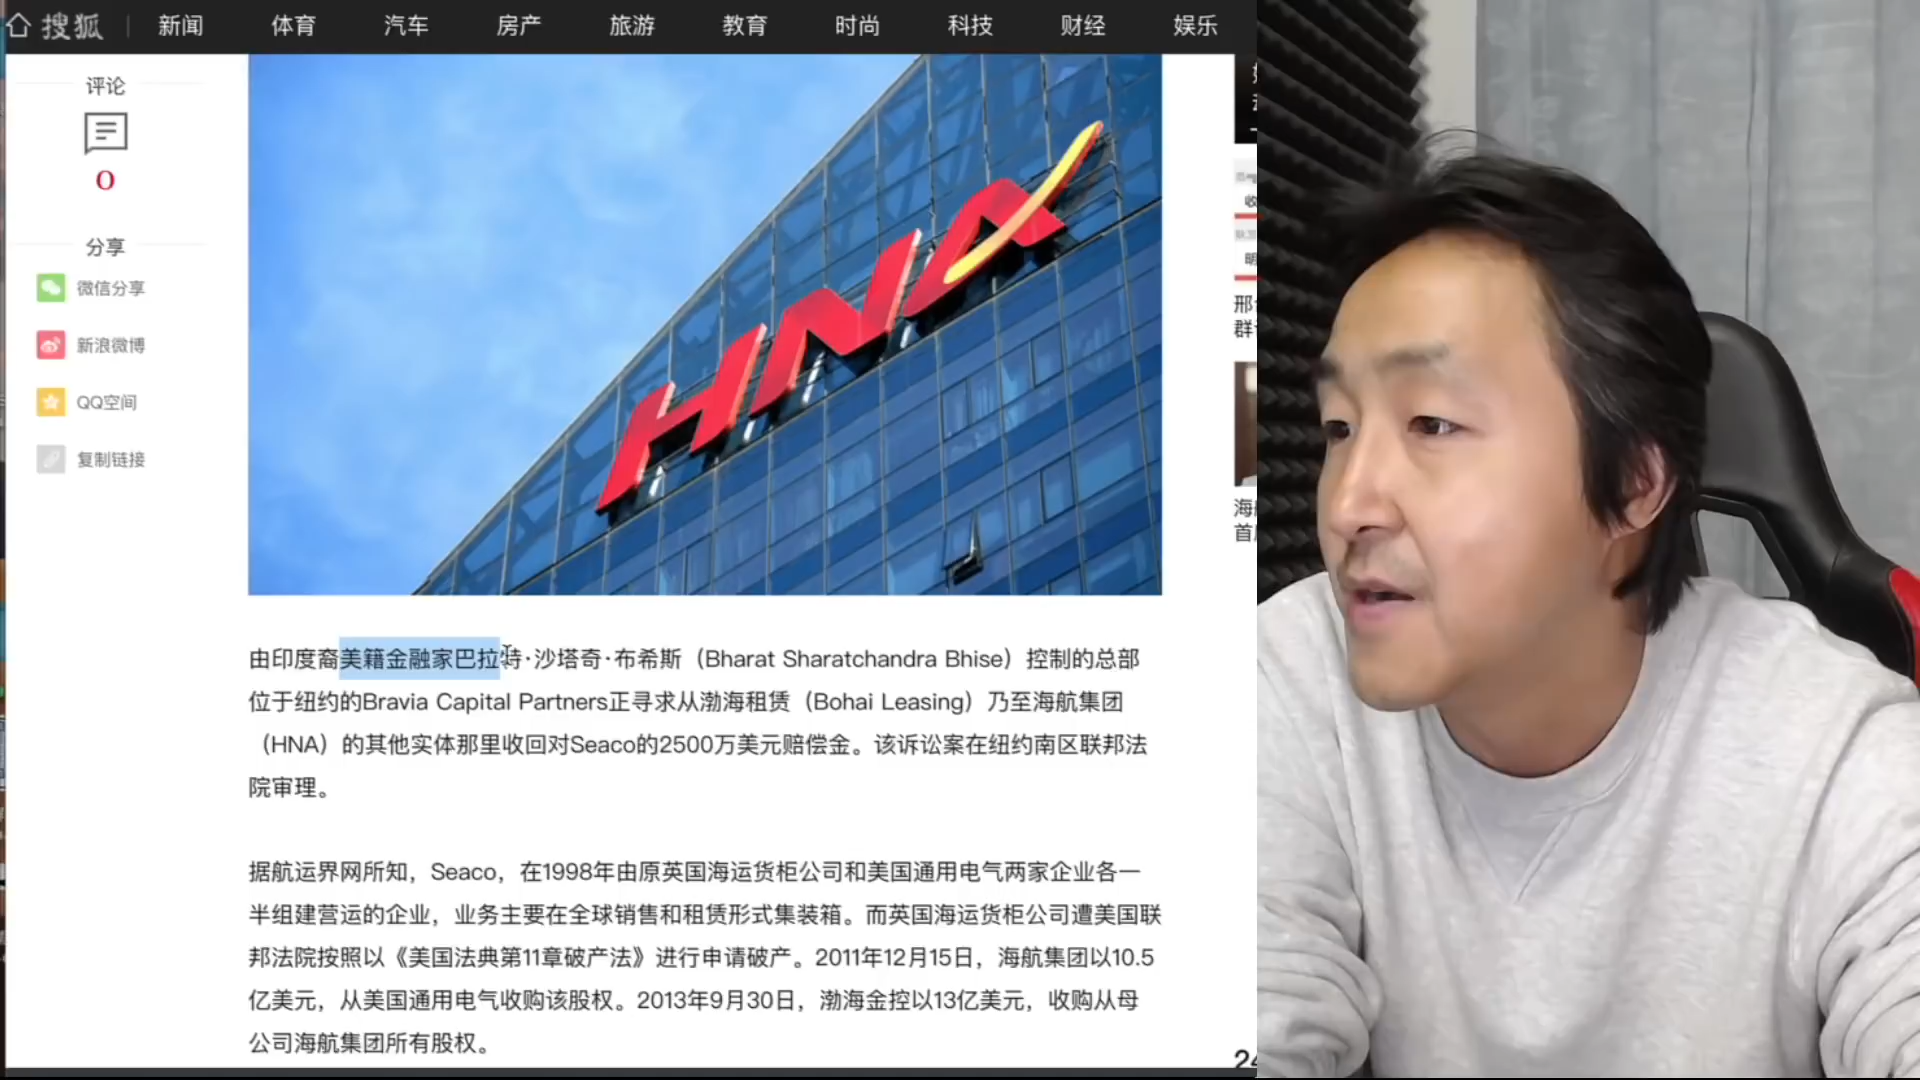 搜狐 | 新闻 体育 汽车 房产 旅游 教育 时尚 科技 财经 娱乐
评论
0
分享
微信分享
新浪微博
QQ空间
复制链接
HNA
由印度裔美籍金融家巴拉特·沙塔奇·布希斯（Bharat Sharatchandra Bhise）控制的总部
位于纽约的Bravia Capital Partners正寻求从渤海租赁（Bohai Leasing）乃至海航集团
（HNA）的其他实体那里收回对Seaco的2500万美元赔偿金。该诉讼案在纽约南区联邦法
院审理。
据航运界网所知，Seaco，在1998年由原英国海运货柜公司和美国通用电气两家企业各一
半组建营运的企业，业务主要在全球销售和租赁形式集装箱。而英国海运货柜公司遭美国联
邦法院按照以《美国法典第11章破产法》进行申请破产。2011年12月15日，海航集团以10.5
亿美元，从美国通用电气收购该股权。2013年9月30日，渤海金控以13亿美元，收购从母
公司海航集团所有股权。
收
明
群
首
24